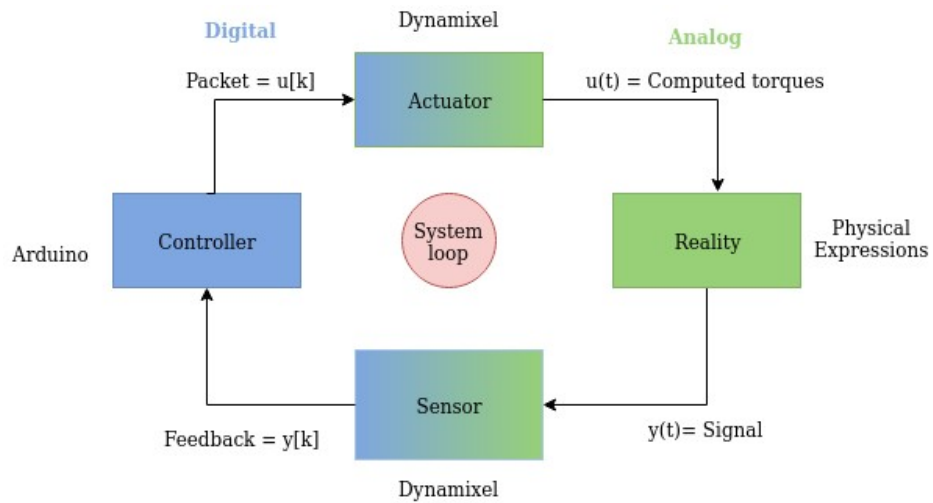 Dynamixel
Digital
Analog
Packet = u[k]
Actuator
u(t) = Computed torques
Arduino
Controller
System
loop
Reality
Physical
Expressions
Feedback = y[k]
Sensor
y(t)= Signal
Dynamixel